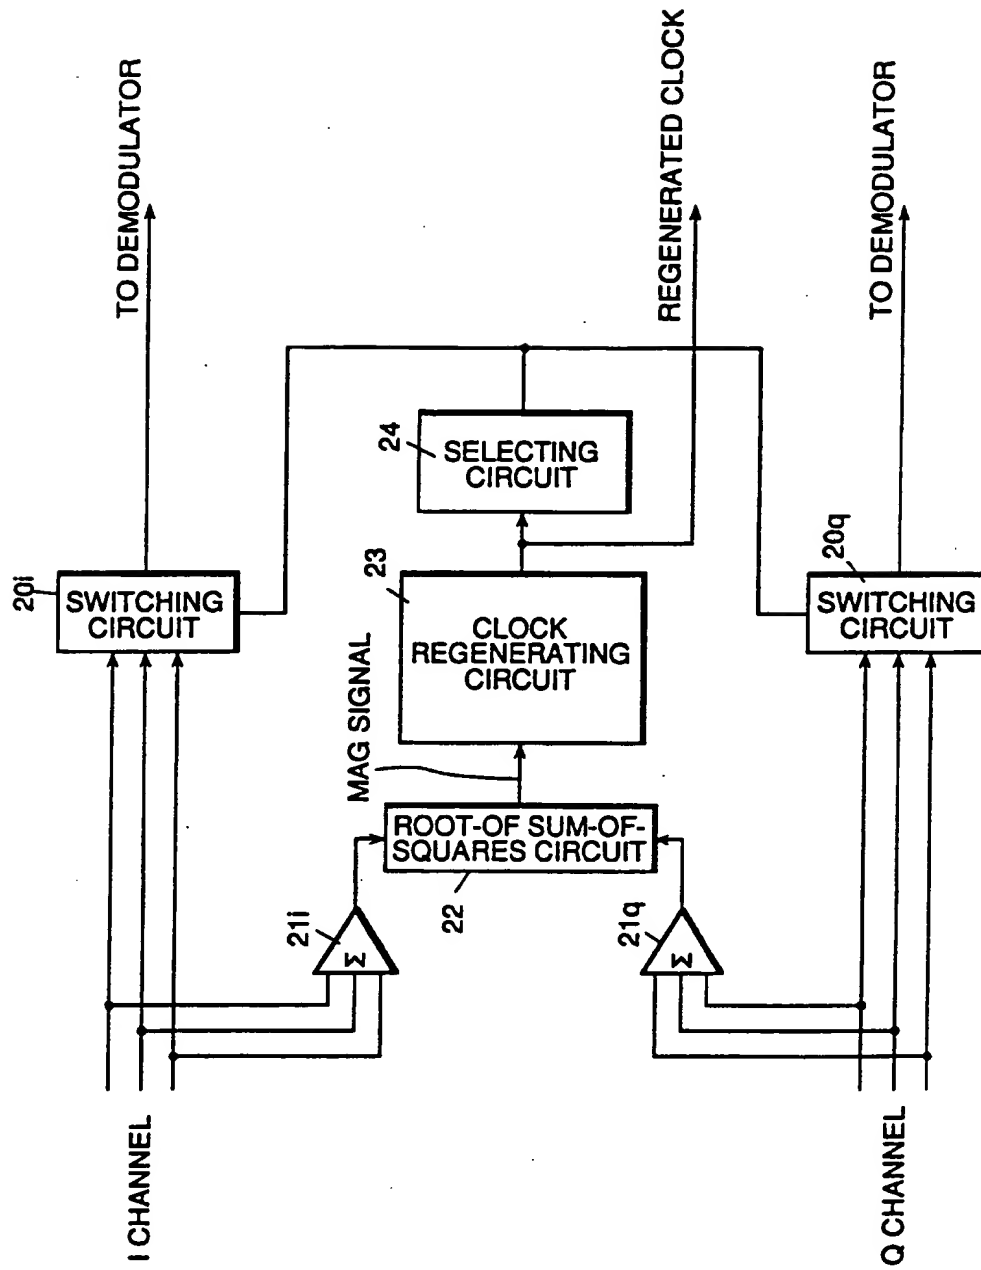 I CHANNEL
20i
SWITCHING
CIRCUIT
TO DEMODULATOR
21i
Σ
22
ROOT-OF SUM-OF-
SQUARES CIRCUIT
MAG SIGNAL
23
CLOCK
REGENERATING
CIRCUIT
24
SELECTING
CIRCUIT
REGENERATED CLOCK
21q
Σ
Q CHANNEL
20q
SWITCHING
CIRCUIT
TO DEMODULATOR